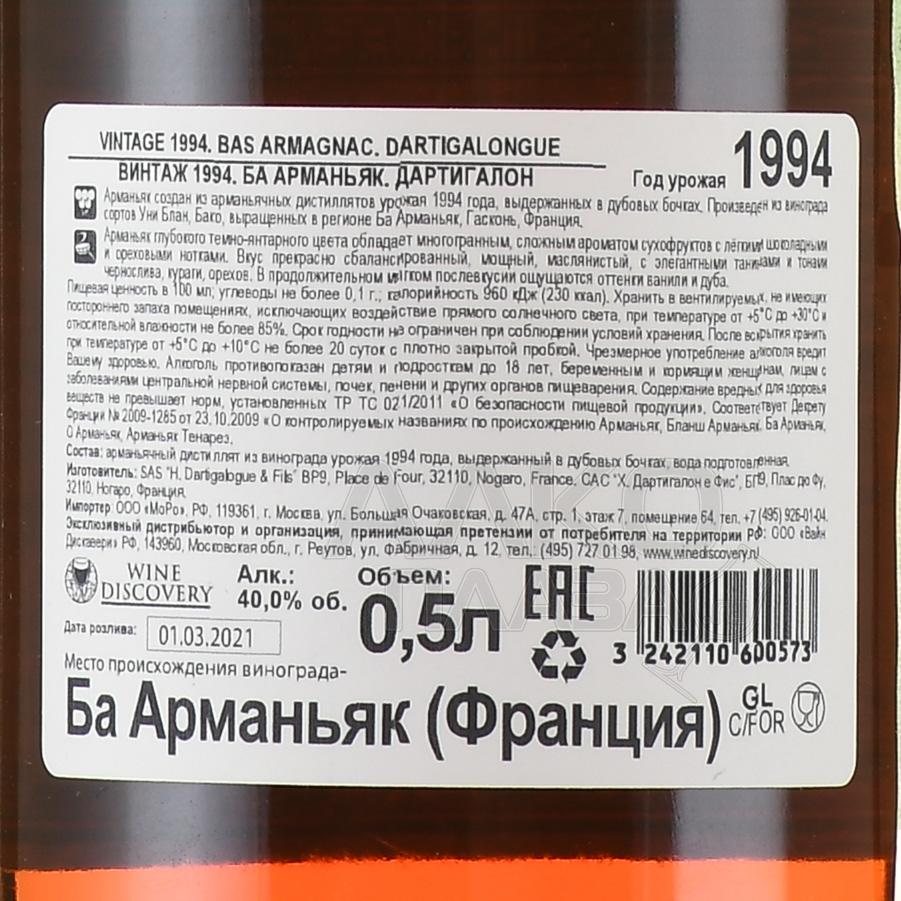 VINTAGE 1994. BAS ARMAGNAC. DARTIGALONGUE
ВИНТАЖ 1994. БА АРМАНЬЯК. ДАРТИГАЛОН
Год урожая 1994
Арманьяк создан из арманьячных дистиллятов урожая 1994 года, выдержанных в дубовых бочках. Произведен из винограда
сортов Уни Блан, Бако, выращенных в регионе Ба Арманьяк, Гасконь, Франция.
Арманьяк глубокого темно-янтарного цвета обладает многогранным, сложным ароматом сухофруктов с лёгкими шоколадными
и ореховыми нотками. Вкус прекрасно сбалансированный, мощный, маслянистый, с элегантными танинами и тонами
чернослива, кураги, орехов. В продолжительном мягком послевкусии ощущаются оттенки ванили и дуба.
Пищевая ценность в 100 мл: углеводы не более 0,1 г.; калорийность 960 кДж (230 ккал). Хранить в вентилируемых, не имеющих
постороннего запаха помещениях, исключающих воздействие прямого солнечного света, при температуре от +5°С до +30°С и
относительной влажности не более 85%. Срок годности не ограничен при соблюдении условий хранения. После вскрытия хранить
при температуре от +5°С до +10°С не более 20 суток с плотно закрытой пробкой. Чрезмерное употребление алкоголя вредит
Вашему здоровью. Алкоголь противопоказан детям и подросткам до 18 лет, беременным и кормящим женщинам, лицам с
заболеваниями центральной нервной системы, почек, печени и других органов пищеварения. Содержание вредных для здоровья
веществ не превышает норм, установленных ТР ТС 021/2011 «О безопасности пищевой продукции». Соответствует Декрету
Франции № 2009-1285 от 23.10.2009 «О контролируемых названиях по происхождению Арманьяк, Бланш Арманьяк, Ба Арманьяк,
О Арманьяк, Арманьяк Тенарез.
Состав: арманьячный дистиллят из винограда урожая 1994 года, выдержанный в дубовых бочках, вода подготовленная.
Изготовитель: SAS "H. Dartigalogue & Fils" BP9, Place de Four, 32110, Nogaro, France, САС "Х. Дартигалон е Фис", БП9, Плас дю Фу,
32110, Ногаро, Франция.
Импортер: ООО «МоРо», РФ, 119361, г. Москва, ул. Большая Очаковская, д. 47А, стр. 1, этаж 7, помещение 64, тел. +7 (495) 926-01-04.
Эксклюзивный дистрибьютор и организация, принимающая претензии от потребителя на территории РФ: ООО «Вайн
Дискавери» РФ, 143960, Московская обл., г. Реутов, ул. Фабричная, д. 12, тел.: (495) 727 01 98, www.winediscovery.ru
WINE
DISCOVERY
Алк.:
40,0% об.
Объем:
0,5л
EAC
3 242110 600573
Дата розлива: 01.03.2021
Место происхождения винограда-
Ба Арманьяк (Франция)
GL
C/FOR